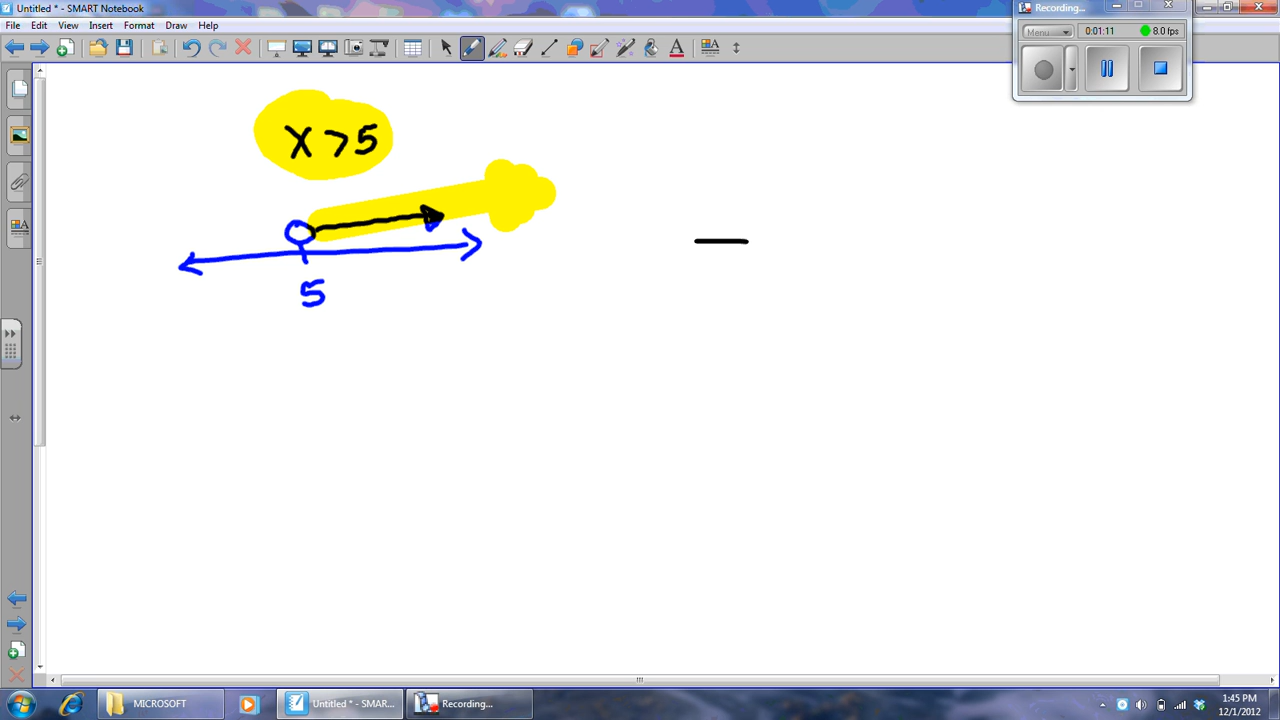 Untitled * - SMART Notebook
Recording...
File Edit View Insert Format Draw Help
Menu 0:01:11 8.0 fps
x > 5
5
MICROSOFT
Untitled * - SMAR...
Recording...
1:45 PM
12/1/2012